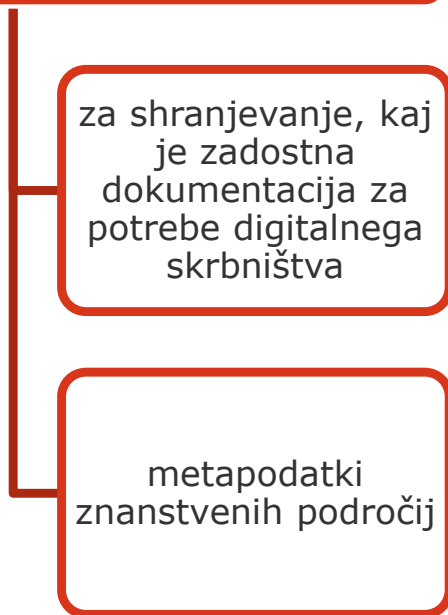 za shranjevanje, kaj
je zadostna
dokumentacija za
potrebe digitalnega
skrbništva
metapodatki
znanstvenih področij